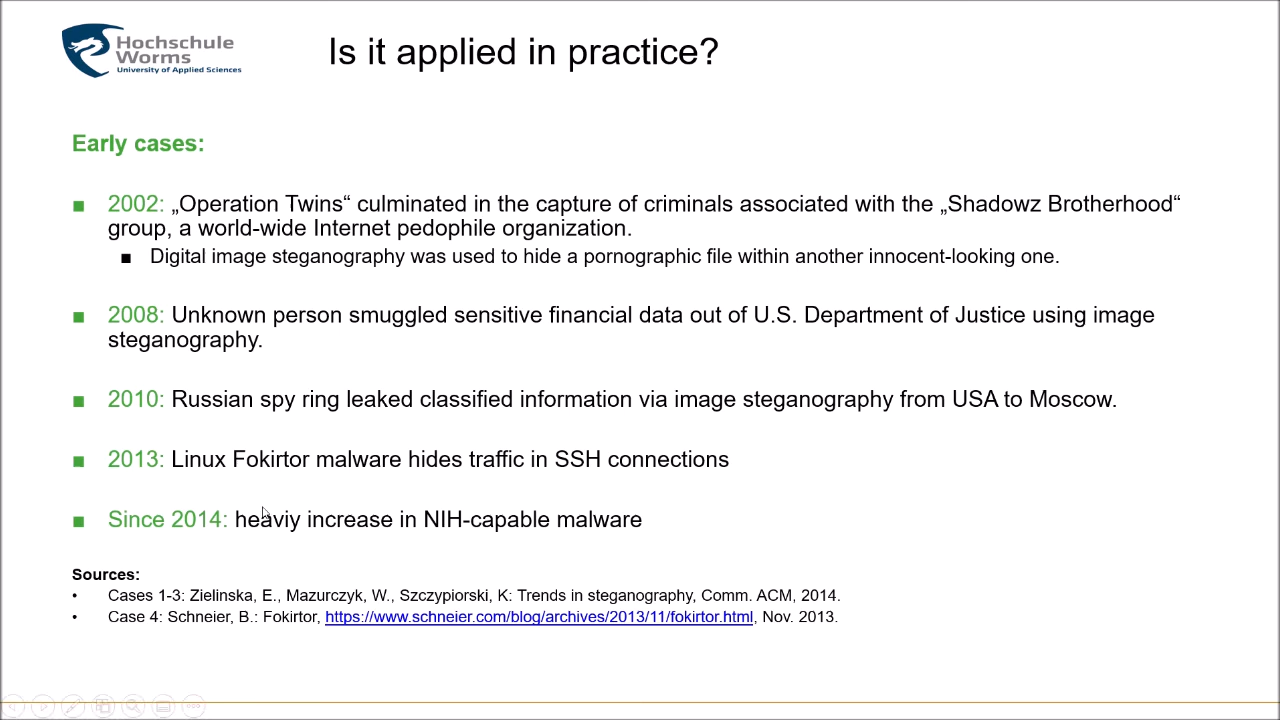 Hochschule
Worms
University of Applied Sciences
Is it applied in practice?
Early cases:
■ 2002: „Operation Twins“ culminated in the capture of criminals associated with the „Shadowz Brotherhood“
group, a world-wide Internet pedophile organization.
■ Digital image steganography was used to hide a pornographic file within another innocent-looking one.
■ 2008: Unknown person smuggled sensitive financial data out of U.S. Department of Justice using image
steganography.
■ 2010: Russian spy ring leaked classified information via image steganography from USA to Moscow.
■ 2013: Linux Fokirtor malware hides traffic in SSH connections
■ Since 2014: heaviy increase in NIH-capable malware
Sources:
• Cases 1-3: Zielinska, E., Mazurczyk, W., Szczypiorski, K: Trends in steganography, Comm. ACM, 2014.
• Case 4: Schneier, B.: Fokirtor, https://www.schneier.com/blog/archives/2013/11/fokirtor.html, Nov. 2013.